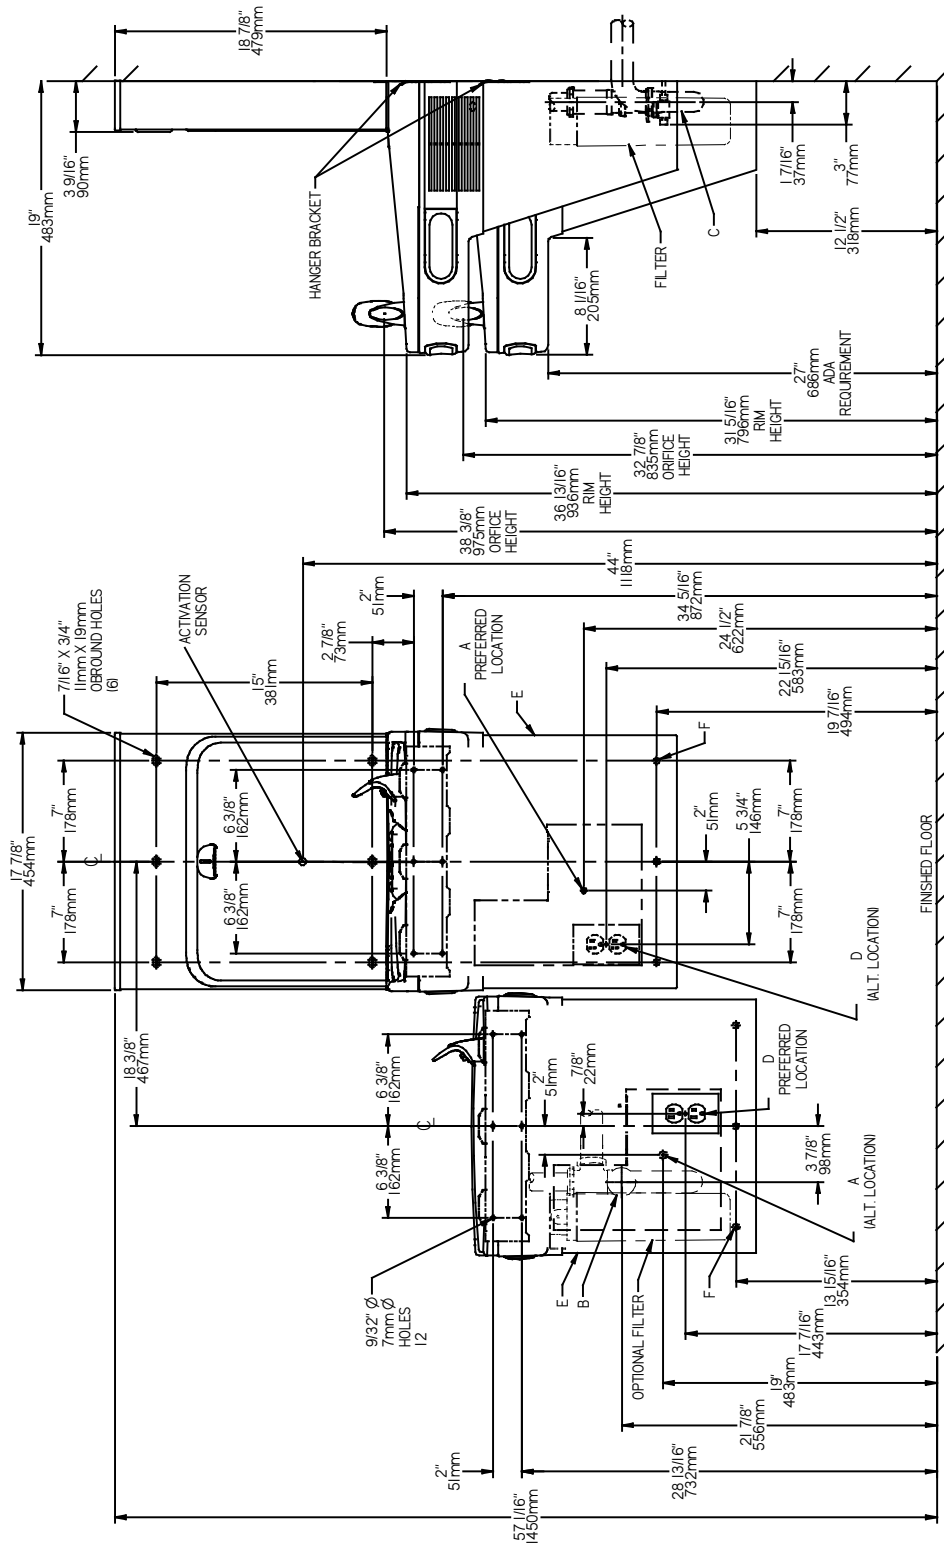 18 7/8"
479mm
19"
483mm
3 9/16"
90mm
HANGER BRACKET
8 1/16"
205mm
FILTER
C
1 7/16"
37mm
3"
77mm
12 1/2"
318mm
27"
686mm
ADA
REQUIREMENT
31 5/16"
796mm
RIM
HEIGHT
32 7/8"
835mm
ORIFICE
HEIGHT
36 13/16"
936mm
RIM
HEIGHT
38 3/8"
975mm
ORIFICE
HEIGHT
7/16" X 3/4"
11mm X 19mm
OBROUND HOLES
(6)
ACTIVATION
SENSOR
15"
381mm
2 7/8"
73mm
2"
51mm
A
PREFERRED
LOCATION
E
44"
1118mm
34 5/16"
872mm
24 1/2"
622mm
22 15/16"
583mm
19 7/16"
494mm
F
17 7/8"
454mm
7"
178mm
7"
178mm
C̲L̲
6 3/8"
162mm
6 3/8"
162mm
2"
51mm
5 3/4"
146mm
7"
178mm
7"
178mm
FINISHED FLOOR
D
(ALT. LOCATION)
18 3/8"
467mm
6 3/8"
162mm
6 3/8"
162mm
CL
2"
51mm
7/8"
22mm
D
PREFERRED
LOCATION
3 7/8"
98mm
A
(ALT. LOCATION)
9/32" Ø
7mm Ø
HOLES
12
E
B
OPTIONAL FILTER
F
13 15/16"
354mm
17 7/16"
443mm
19"
483mm
21 7/8"
556mm
2"
51mm
28 13/16"
732mm
57 1/16"
1450mm